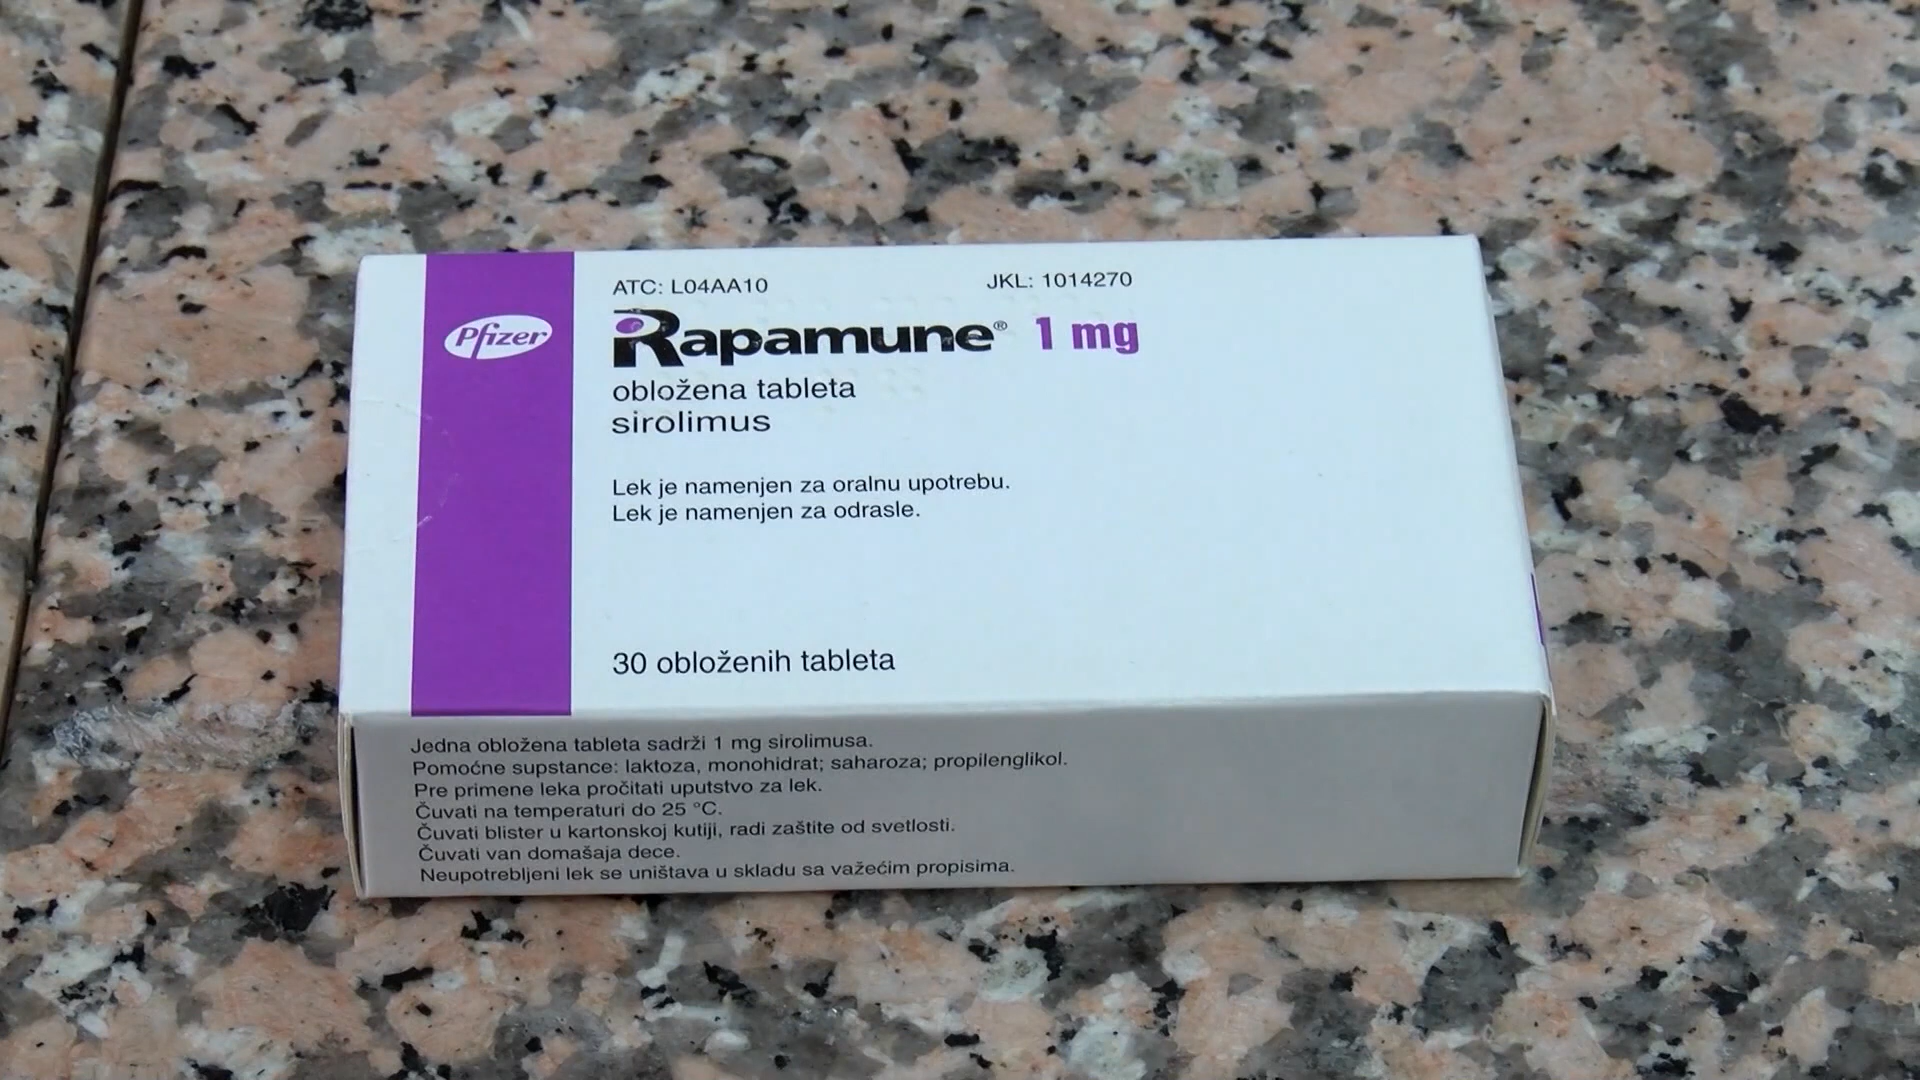 Pfizer
ATC: L04AA10 JKL: 1014270
Rapamune® 1 mg
obložena tableta
sirolimus
Lek je namenjen za oralnu upotrebu.
Lek je namenjen za odrasle.
30 obloženih tableta
Jedna obložena tableta sadrži 1 mg sirolimusa.
Pomoćne supstance: laktoza, monohidrat; saharoza; propilenglikol.
Pre primene leka pročitati uputstvo za lek.
Čuvati na temperaturi do 25 °C.
Čuvati blister u kartonskoj kutiji, radi zaštite od svetlosti.
Čuvati van domašaja dece.
Neupotrebljeni lek se uništava u skladu sa važećim propisima.